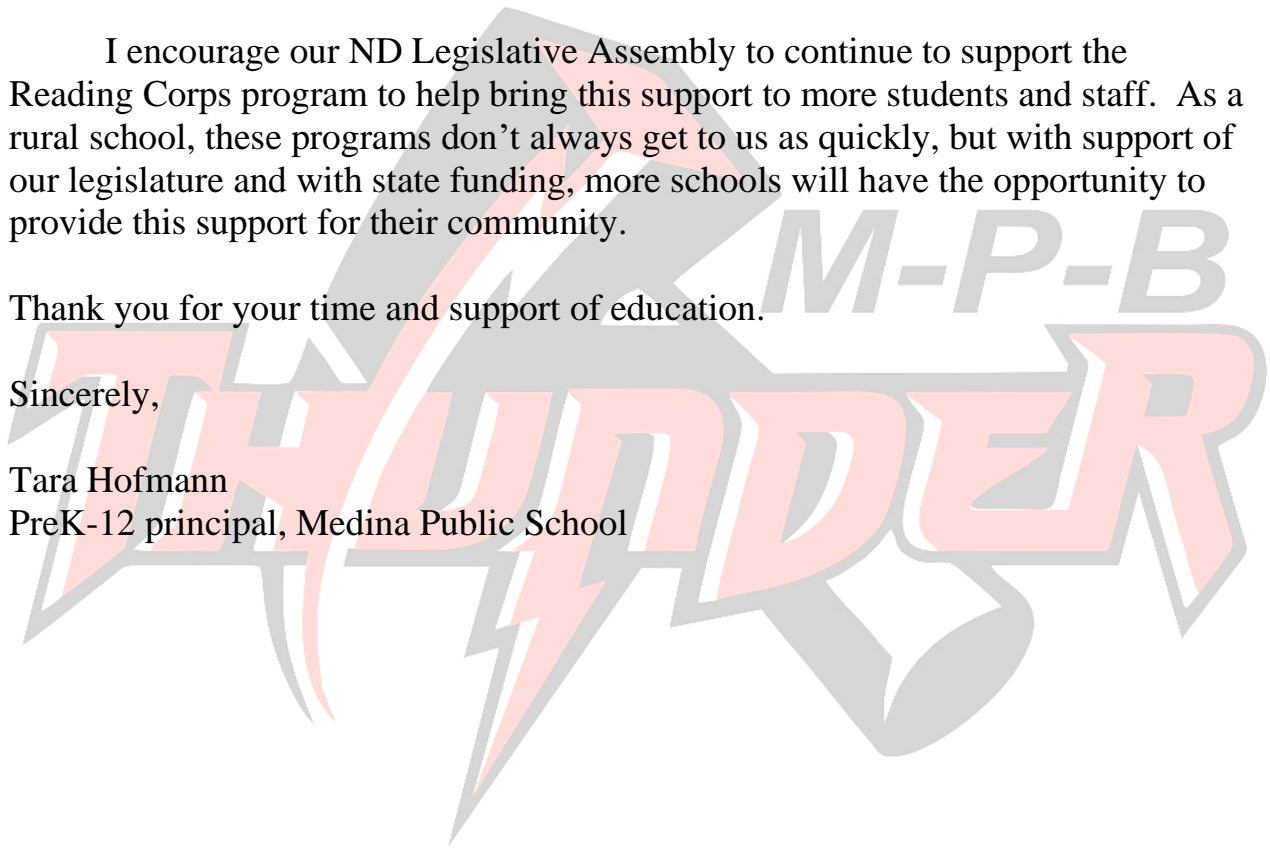 I encourage our ND Legislative Assembly to continue to support the
Reading Corps program to help bring this support to more students and staff.  As a
rural school, these programs don’t always get to us as quickly, but with support of
our legislature and with state funding, more schools will have the opportunity to
provide this support for their community.
M-P-B
Thank you for your time and support of education.
THUNDER
Sincerely,
Tara Hofmann
PreK-12 principal, Medina Public School